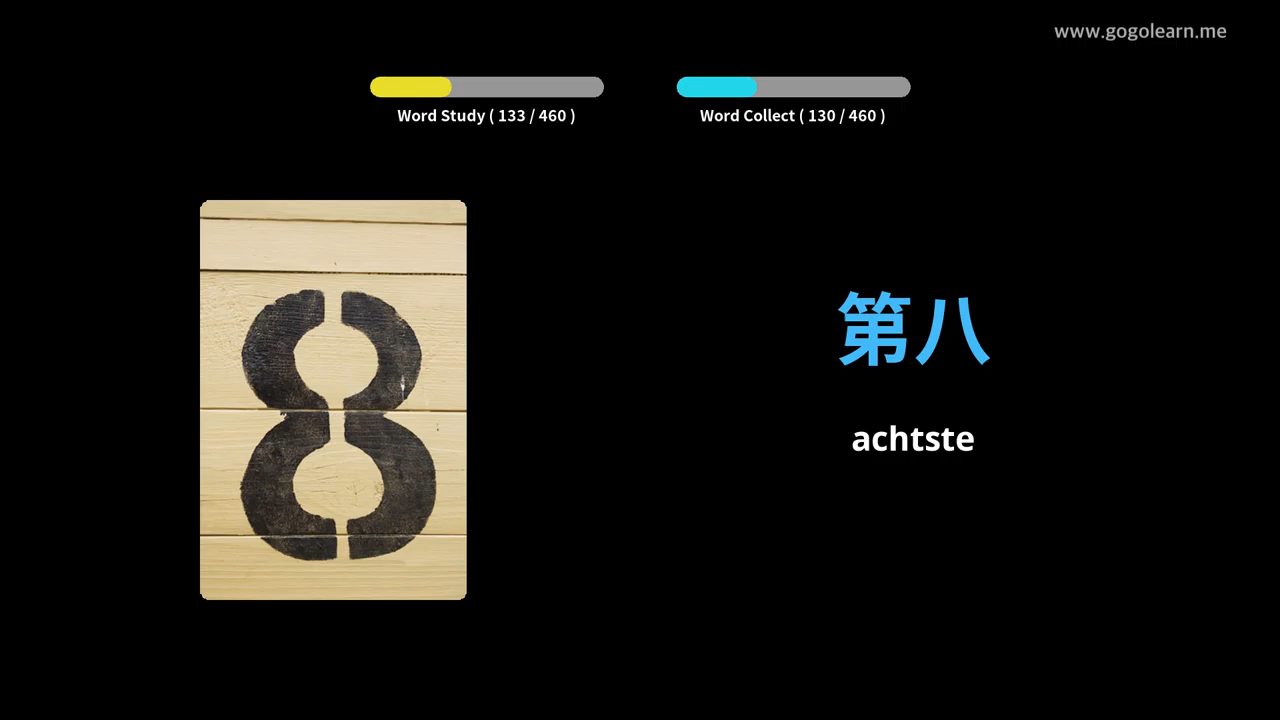 www.gogolearn.me
Word Study ( 133 / 460 )
Word Collect ( 130 / 460 )
8
第八
achtste